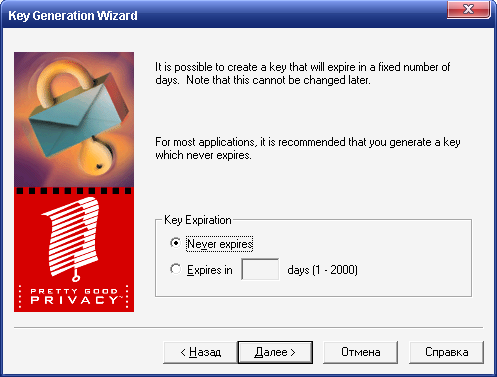 Key Generation Wizard
It is possible to create a key that will expire in a fixed number of
days. Note that this cannot be changed later.
For most applications, it is recommended that you generate a key
which never expires.
Key Expiration
Never expires
Expires in days (1 - 2000)
PRETTY GOOD
PRIVACY™
< Назад Далее > Отмена Справка